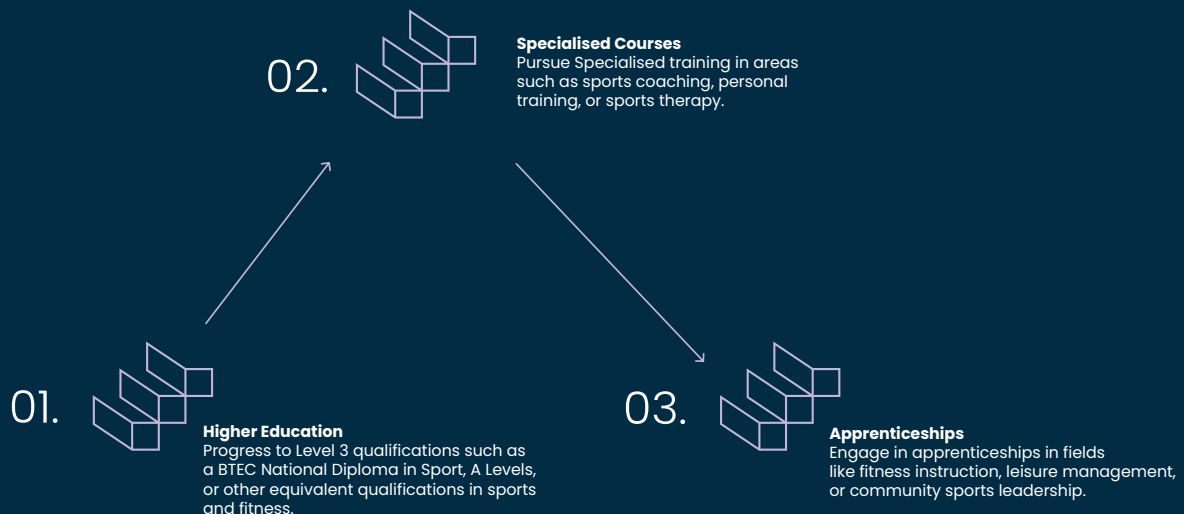 02.
Specialised Courses
Pursue Specialised training in areas
such as sports coaching, personal
training, or sports therapy.
01.
Higher Education
Progress to Level 3 qualifications such as
a BTEC National Diploma in Sport, A Levels,
or other equivalent qualifications in sports
and fitness.
03.
Apprenticeships
Engage in apprenticeships in fields
like fitness instruction, leisure management,
or community sports leadership.